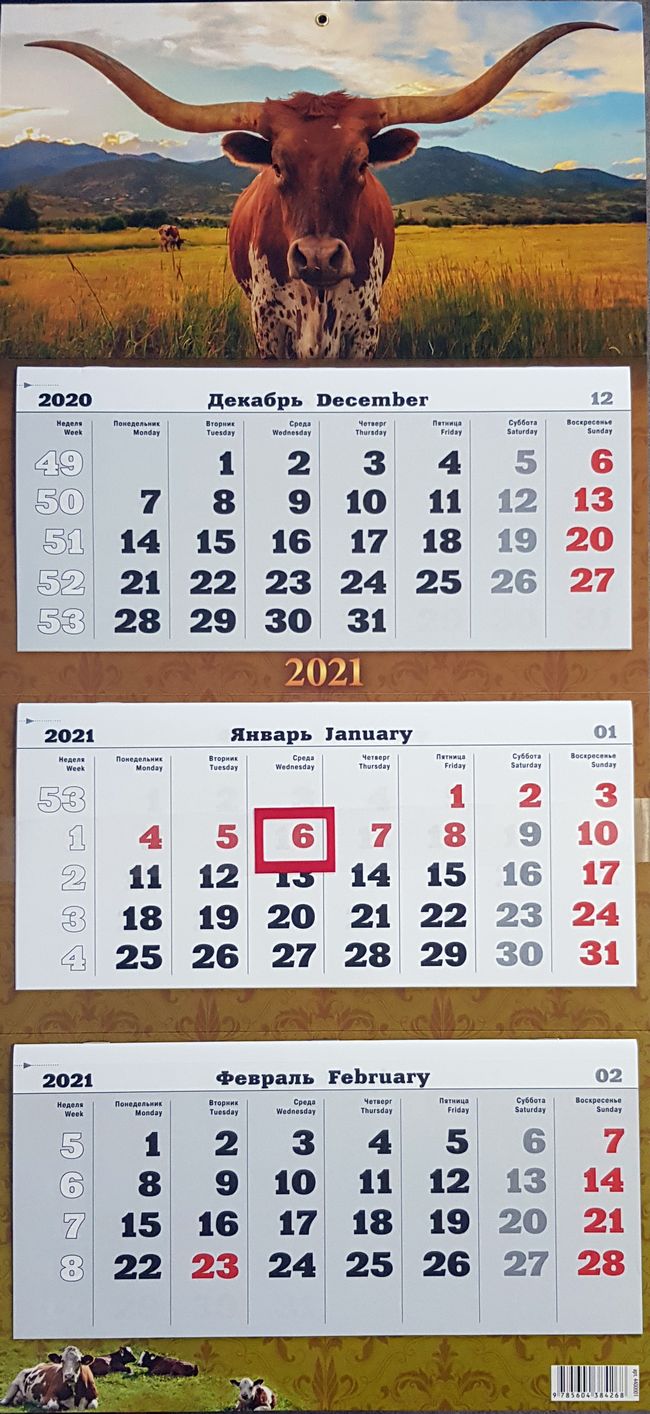 2020 Декабрь December 12
Неделя Понедельник Вторник Среда Четверг Пятница Суббота Воскресенье
Week Monday Tuesday Wednesday Thursday Friday Saturday Sunday
49 1 2 3 4 5 6
50 7 8 9 10 11 12 13
51 14 15 16 17 18 19 20
52 21 22 23 24 25 26 27
53 28 29 30 31
2021
2021 Январь January 01
Неделя Понедельник Вторник Среда Четверг Пятница Суббота Воскресенье
Week Monday Tuesday Wednesday Thursday Friday Saturday Sunday
53 1 2 3
1 4 5 6 7 8 9 10
2 11 12 13 14 15 16 17
3 18 19 20 21 22 23 24
4 25 26 27 28 29 30 31
2021 Февраль February 02
Неделя Понедельник Вторник Среда Четверг Пятница Суббота Воскресенье
Week Monday Tuesday Wednesday Thursday Friday Saturday Sunday
5 1 2 3 4 5 6 7
6 8 9 10 11 12 13 14
7 15 16 17 18 19 20 21
8 22 23 24 25 26 27 28
9 785604 384268